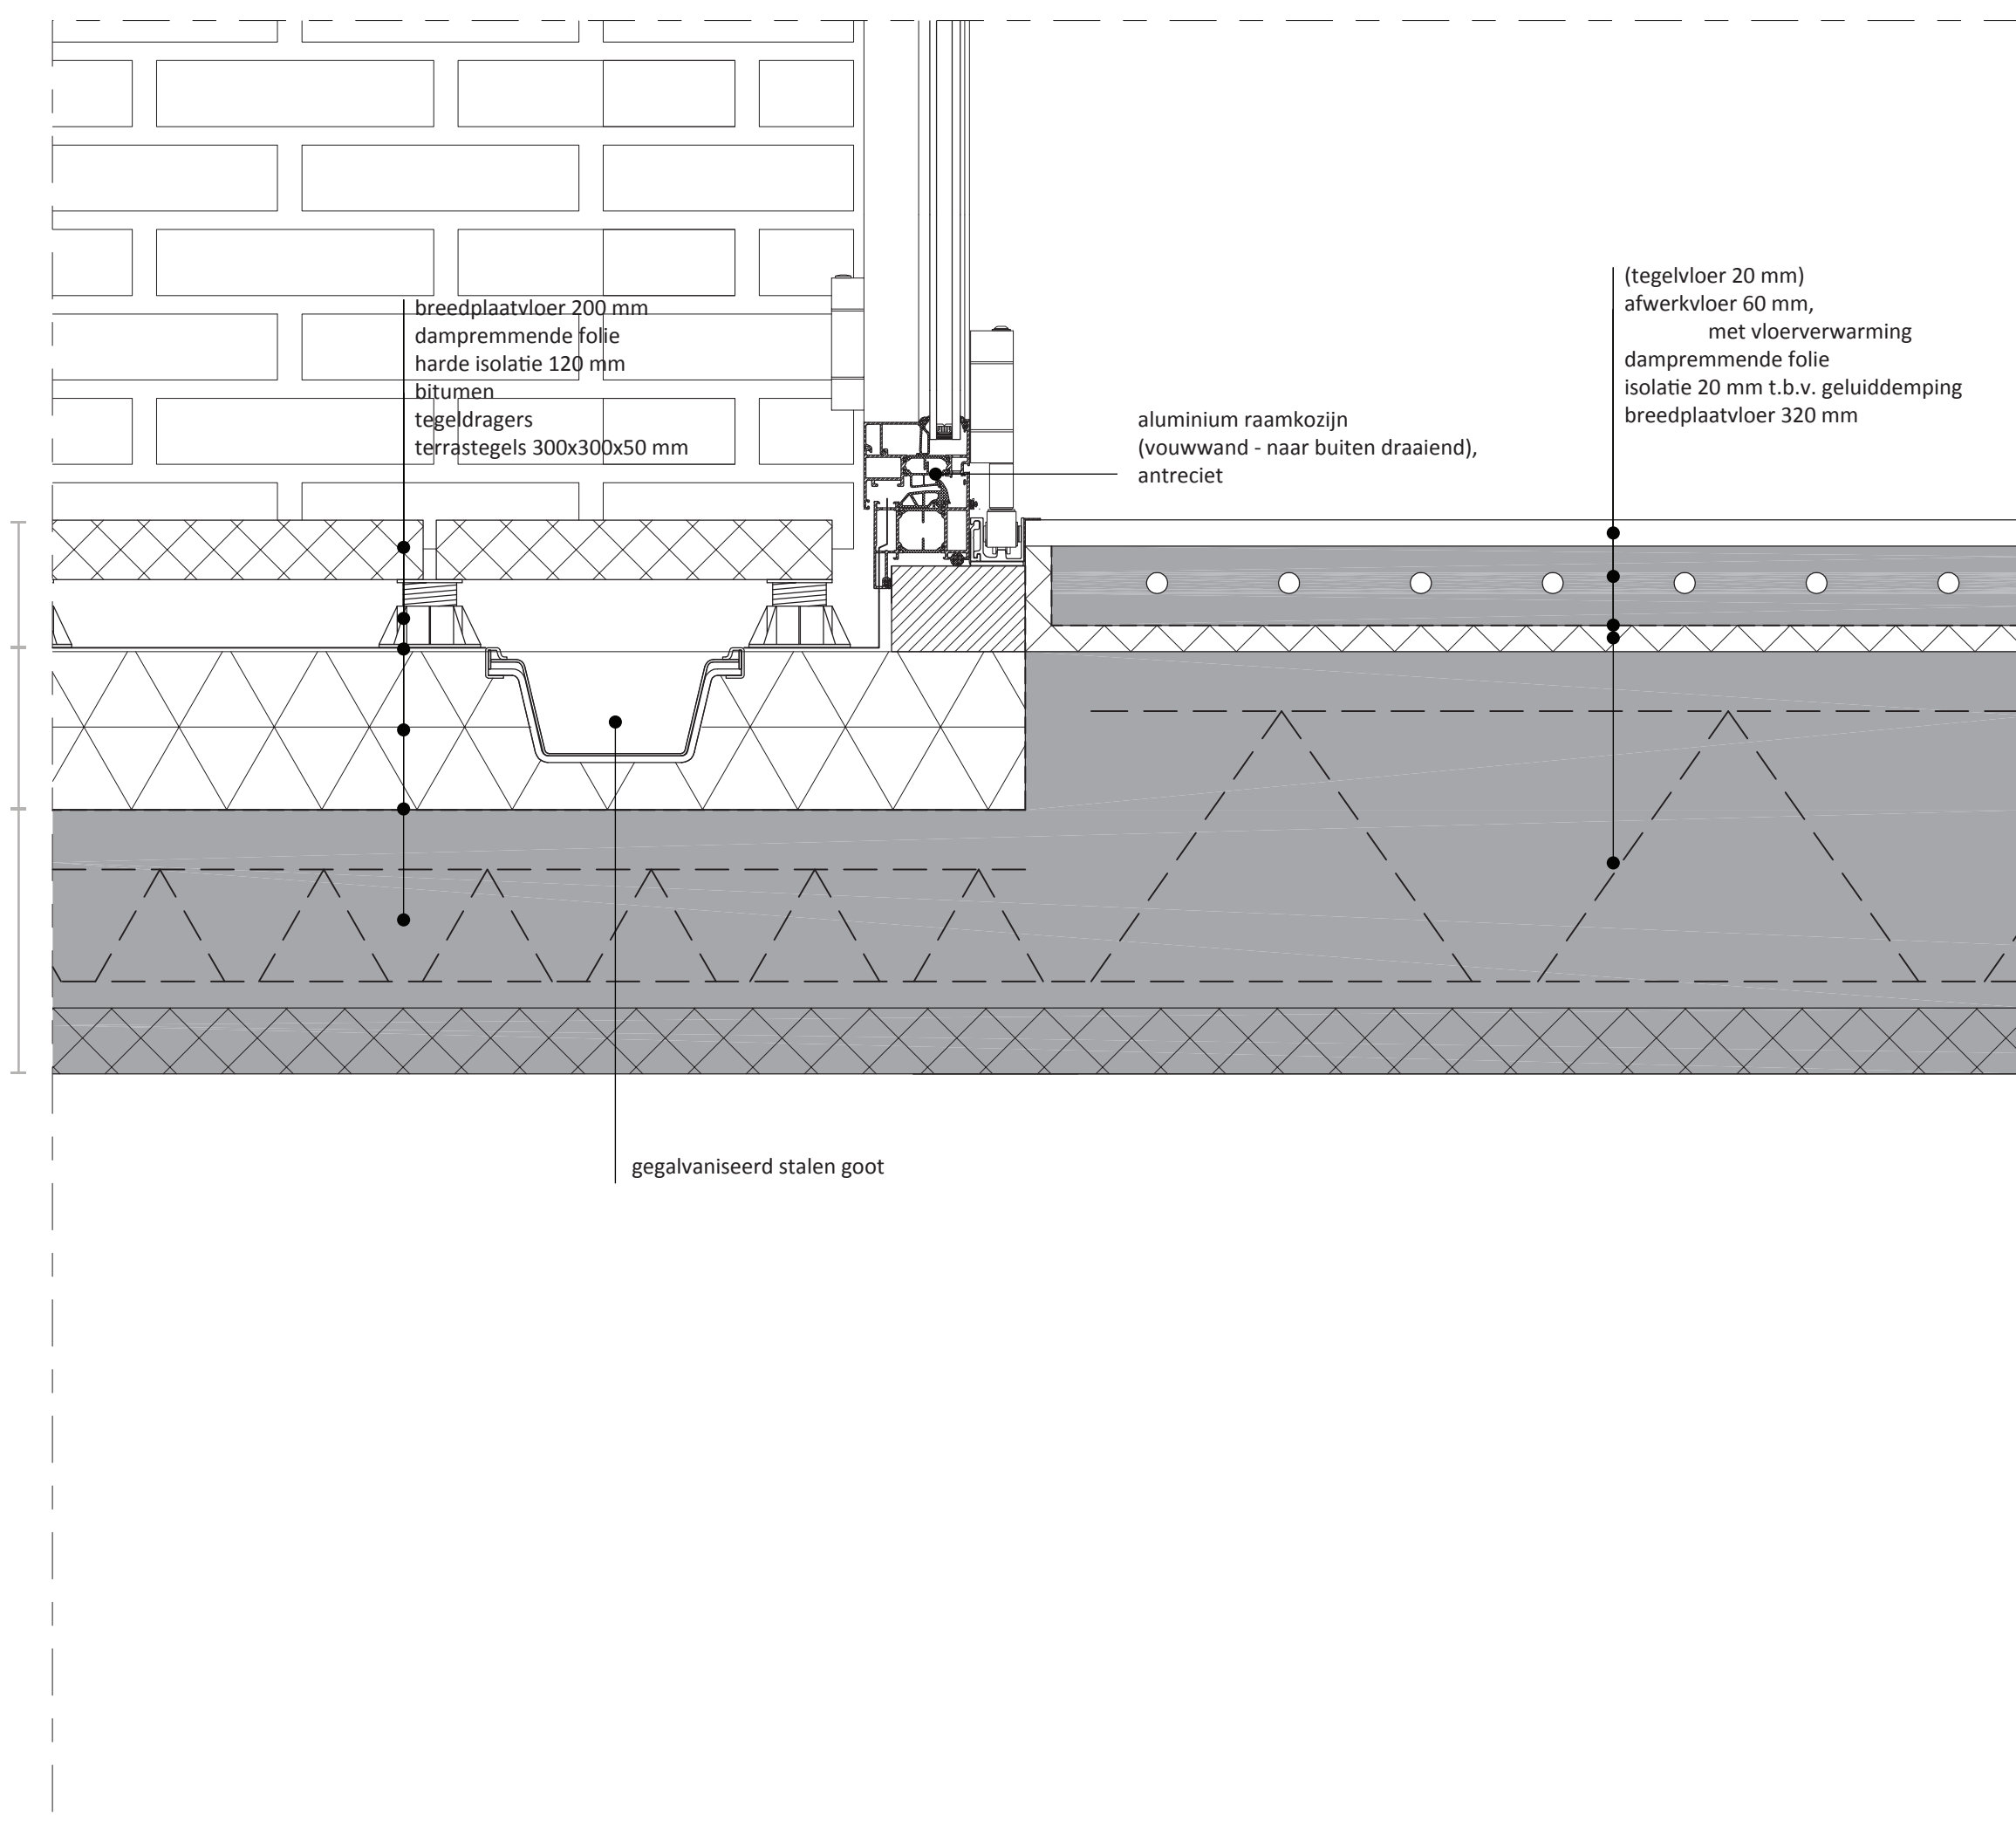 breedplaatvloer 200 mm
dampremmende folie
harde isolatie 120 mm
bitumen
tegeldragers
terrastegels 300x300x50 mm
aluminium raamkozijn
(vouwwand - naar buiten draaiend),
antreciet
(tegelvloer 20 mm)
afwerkvloer 60 mm,
met vloerverwarming
dampremmende folie
isolatie 20 mm t.b.v. geluiddemping
breedplaatvloer 320 mm
gegalvaniseerd stalen goot